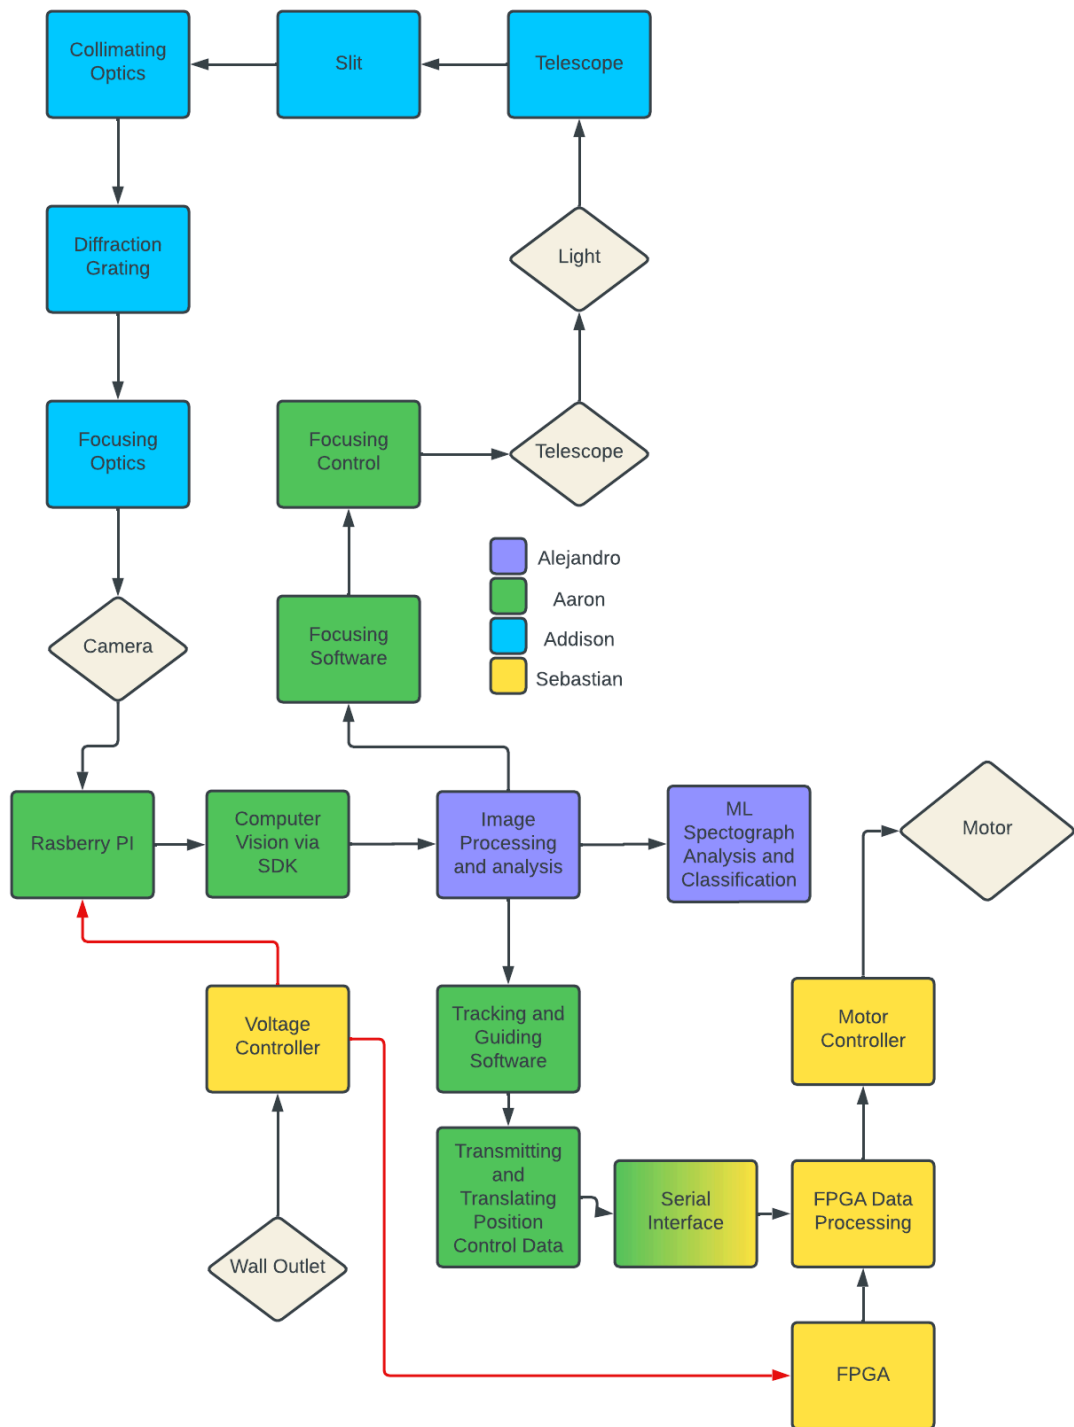 Collimating
Optics
Slit
Telescope
Diffraction
Grating
Light
Focusing
Optics
Focusing
Control
Telescope
Alejandro
Aaron
Addison
Sebastian
Camera
Focusing
Software
Rasberry PI
Computer
Vision via
SDK
Image
Processing
and analysis
ML
Spectograph
Analysis and
Classification
Motor
Voltage
Controller
Tracking and
Guiding
Software
Motor
Controller
Transmitting
and
Translating
Position
Control Data
Serial
Interface
FPGA Data
Processing
Wall Outlet
FPGA